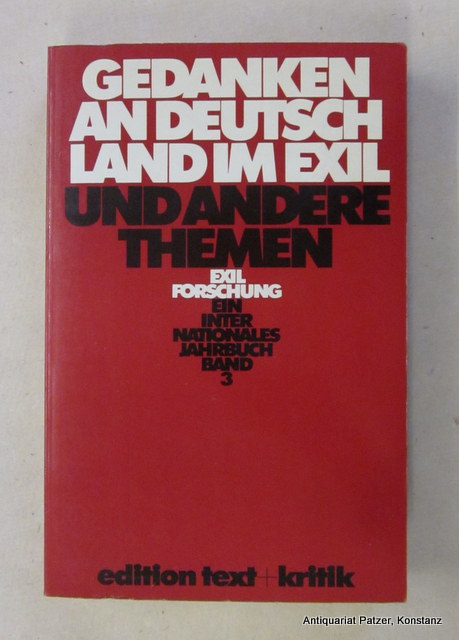 GEDANKEN
AN DEUTSCH
LAND IM EXIL
UND ANDERE
THEMEN
EXIL
FORSCHUNG
EIN
INTER
NATIONALES
JAHRBUCH
BAND
3
edition text+kritik
Antiquariat Patzer, Konstanz